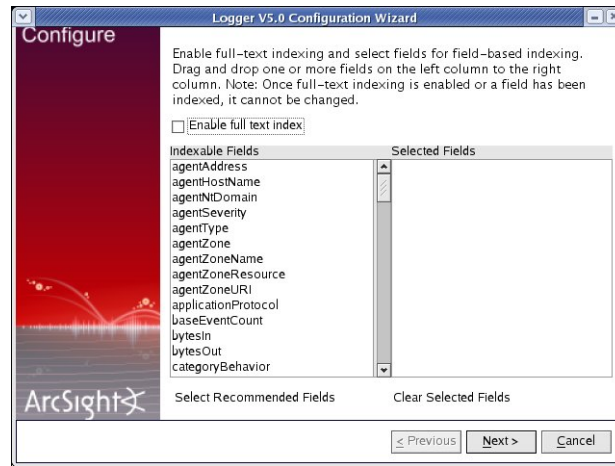 Logger V5.0 Configuration Wizard
Configure
Enable full-text indexing and select fields for field-based indexing.
Drag and drop one or more fields on the left column to the right
column. Note: Once full-text indexing is enabled or a field has been
indexed, it cannot be changed.
Enable full text index
Indexable Fields
Selected Fields
agentAddress
agentHostName
agentNtDomain
agentSeverity
agentType
agentZone
agentZoneName
agentZoneResource
agentZoneURI
applicationProtocol
baseEventCount
bytesIn
bytesOut
categoryBehavior
Select Recommended Fields
Clear Selected Fields
ArcSight
< Previous
Next >
Cancel